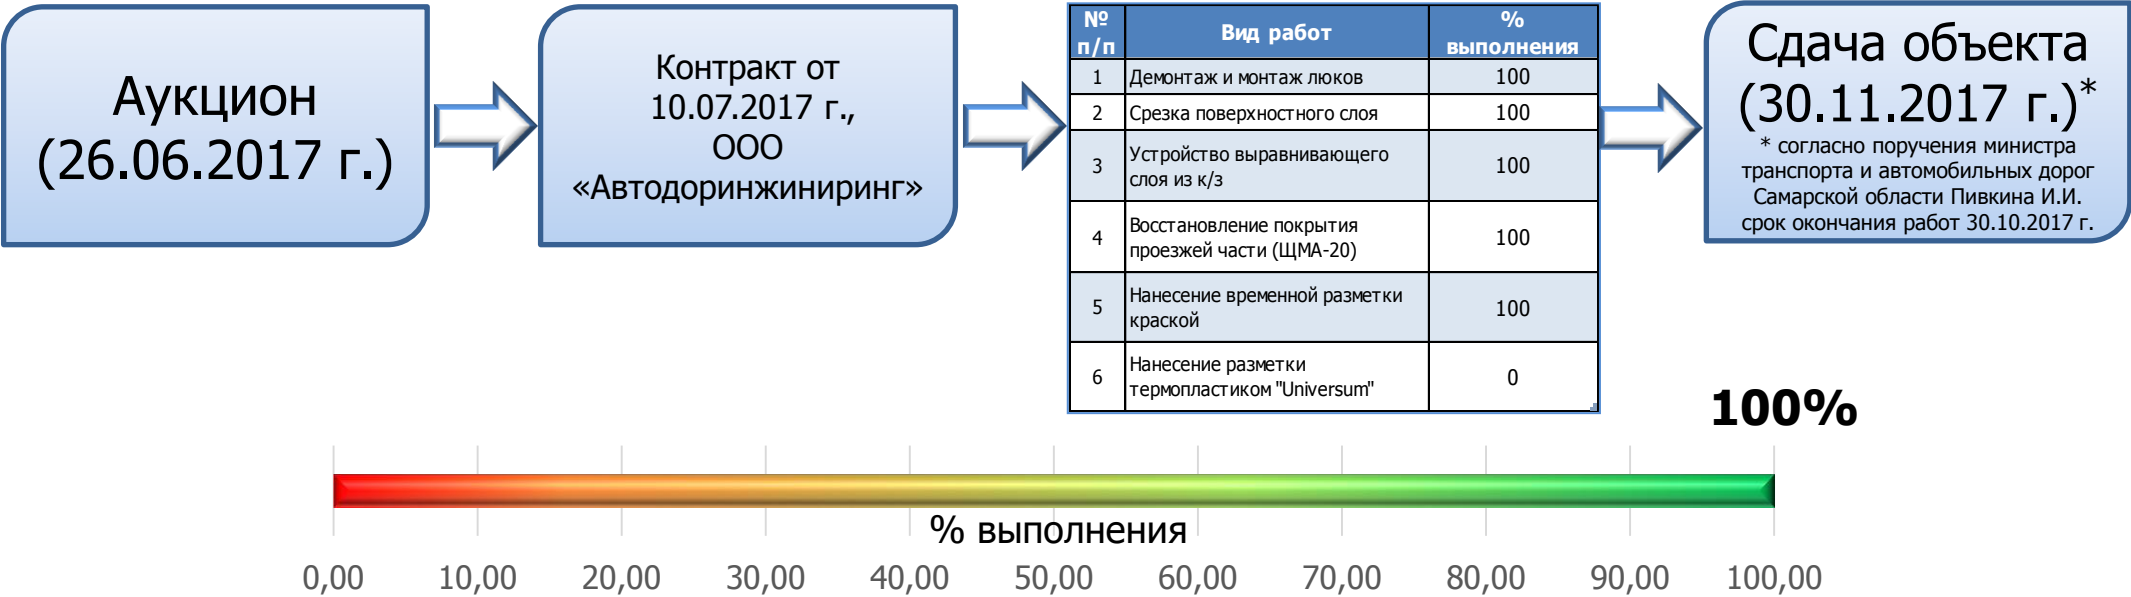 Аукцион
(26.06.2017 г.)
Контракт от
10.07.2017 г.,
ООО
«Автодоринжиниринг»
№ п/п Вид работ % выполнения
1 Демонтаж и монтаж люков 100
2 Срезка поверхностного слоя 100
3 Устройство выравнивающего
слоя из к/з 100
4 Восстановление покрытия
проезжей части (ЩМА-20) 100
5 Нанесение временной разметки
краской 100
6 Нанесение разметки
термопластиком "Universum" 0
Сдача объекта
(30.11.2017 г.)*
* согласно поручения министра
транспорта и автомобильных дорог
Самарской области Пивкина И.И.
срок окончания работ 30.10.2017 г.
100%
% выполнения
0,00 10,00 20,00 30,00 40,00 50,00 60,00 70,00 80,00 90,00 100,00